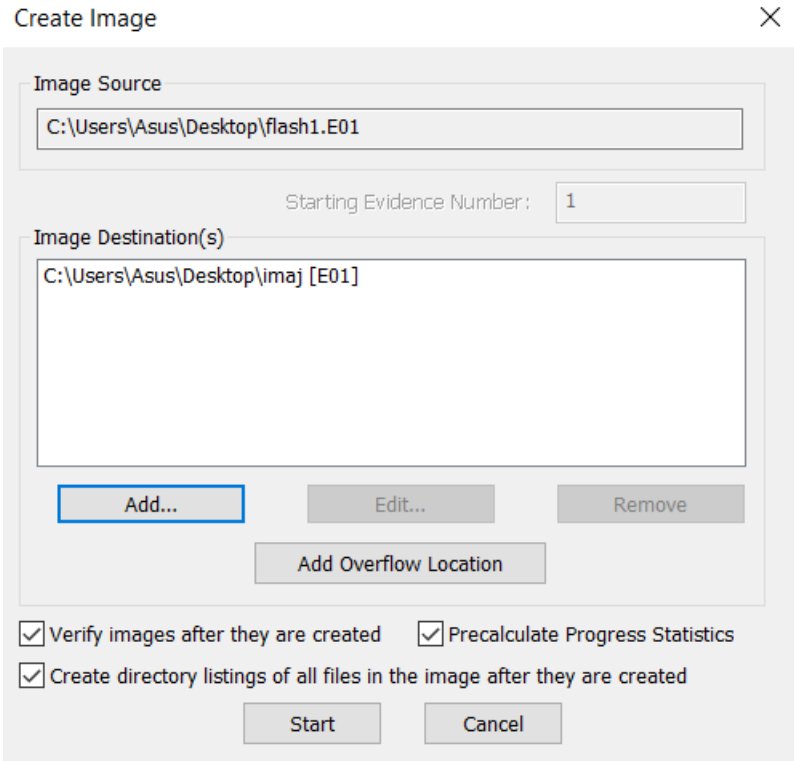 Create Image
Image Source
C:\Users\Asus\Desktop\flash1.E01
Starting Evidence Number: 1
Image Destination(s)
C:\Users\Asus\Desktop\imaj [E01]
Add... Edit... Remove
Add Overflow Location
Verify images after they are created Precalculate Progress Statistics
Create directory listings of all files in the image after they are created
Start Cancel